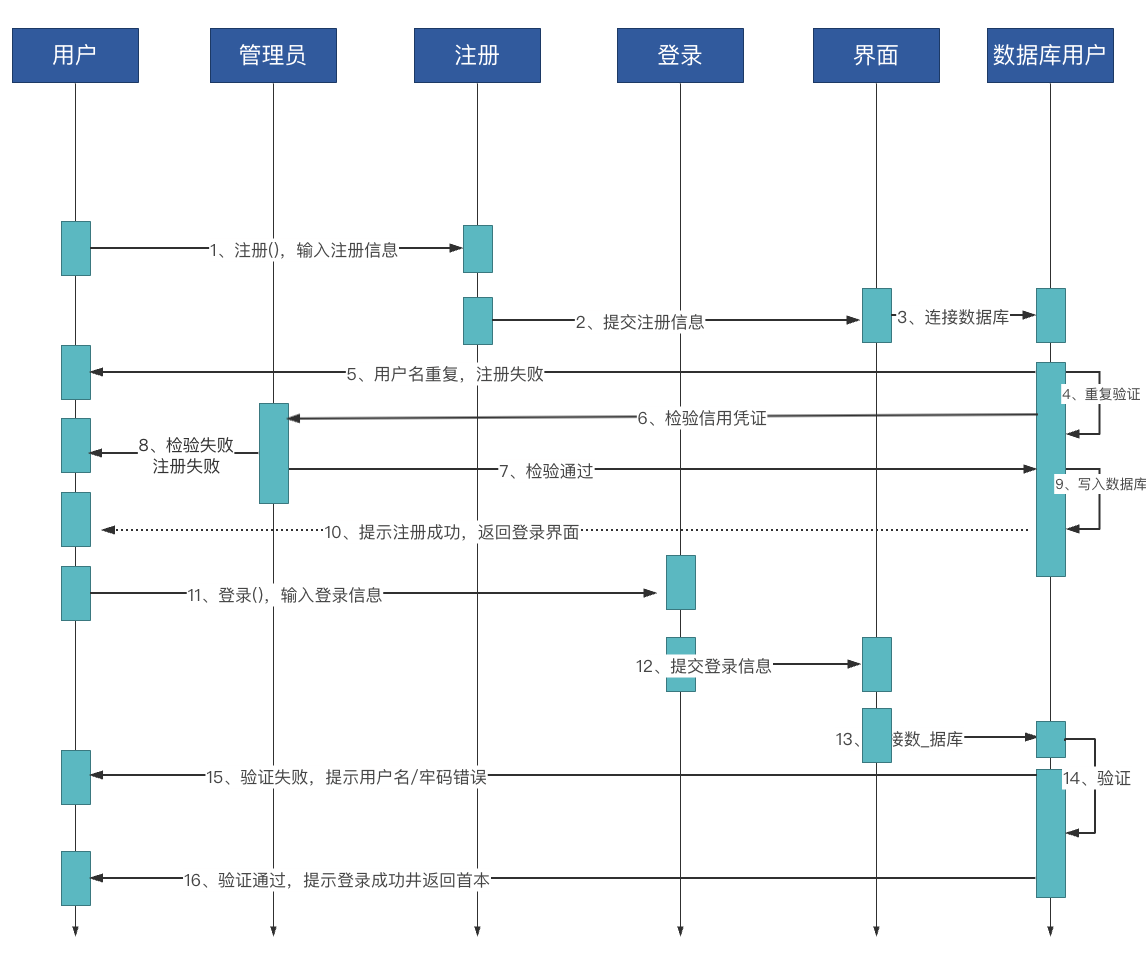 用户
管理员
注册
登录
界面
数据库用户
1、注册()，输入注册信息
2、提交注册信息
3、连接数据库
4、重复验证
5、用户名重复，注册失败
6、检验信用凭证
8、检验失败
注册失败
7、检验通过
9、写入数据库
10、提示注册成功，返回登录界面
11、登录()，输入登录信息
12、提交登录信息
13、
接数_据库
14、验证
15、验证失败，提示用户名/牢码错误
16、验证通过，提示登录成功井返回首本